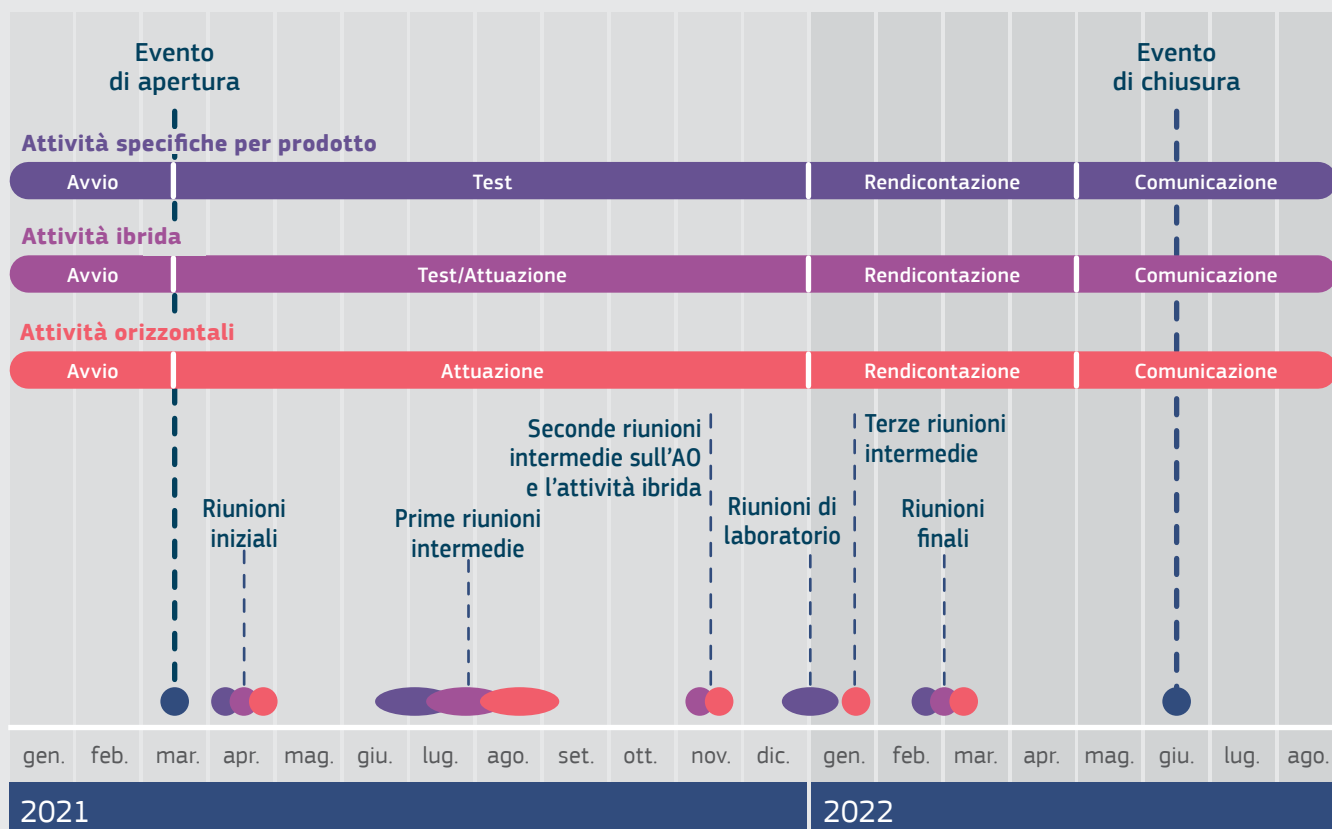 Evento
di apertura
Evento
di chiusura
Attività specifiche per prodotto
Avvio
Test
Rendicontazione
Comunicazione
Attività ibrida
Avvio
Test/Attuazione
Rendicontazione
Comunicazione
Attività orizzontali
Avvio
Attuazione
Rendicontazione
Comunicazione
Riunioni
iniziali
Prime riunioni
intermedie
Seconde riunioni
intermedie sull'AO
e l'attività ibrida
Riunioni di
laboratorio
Terze riunioni
intermedie
Riunioni
finali
gen. feb. mar. apr. mag. giu. lug. ago. set. ott. nov. dic. gen. feb. mar. apr. mag. giu. lug. ago.
2021 2022